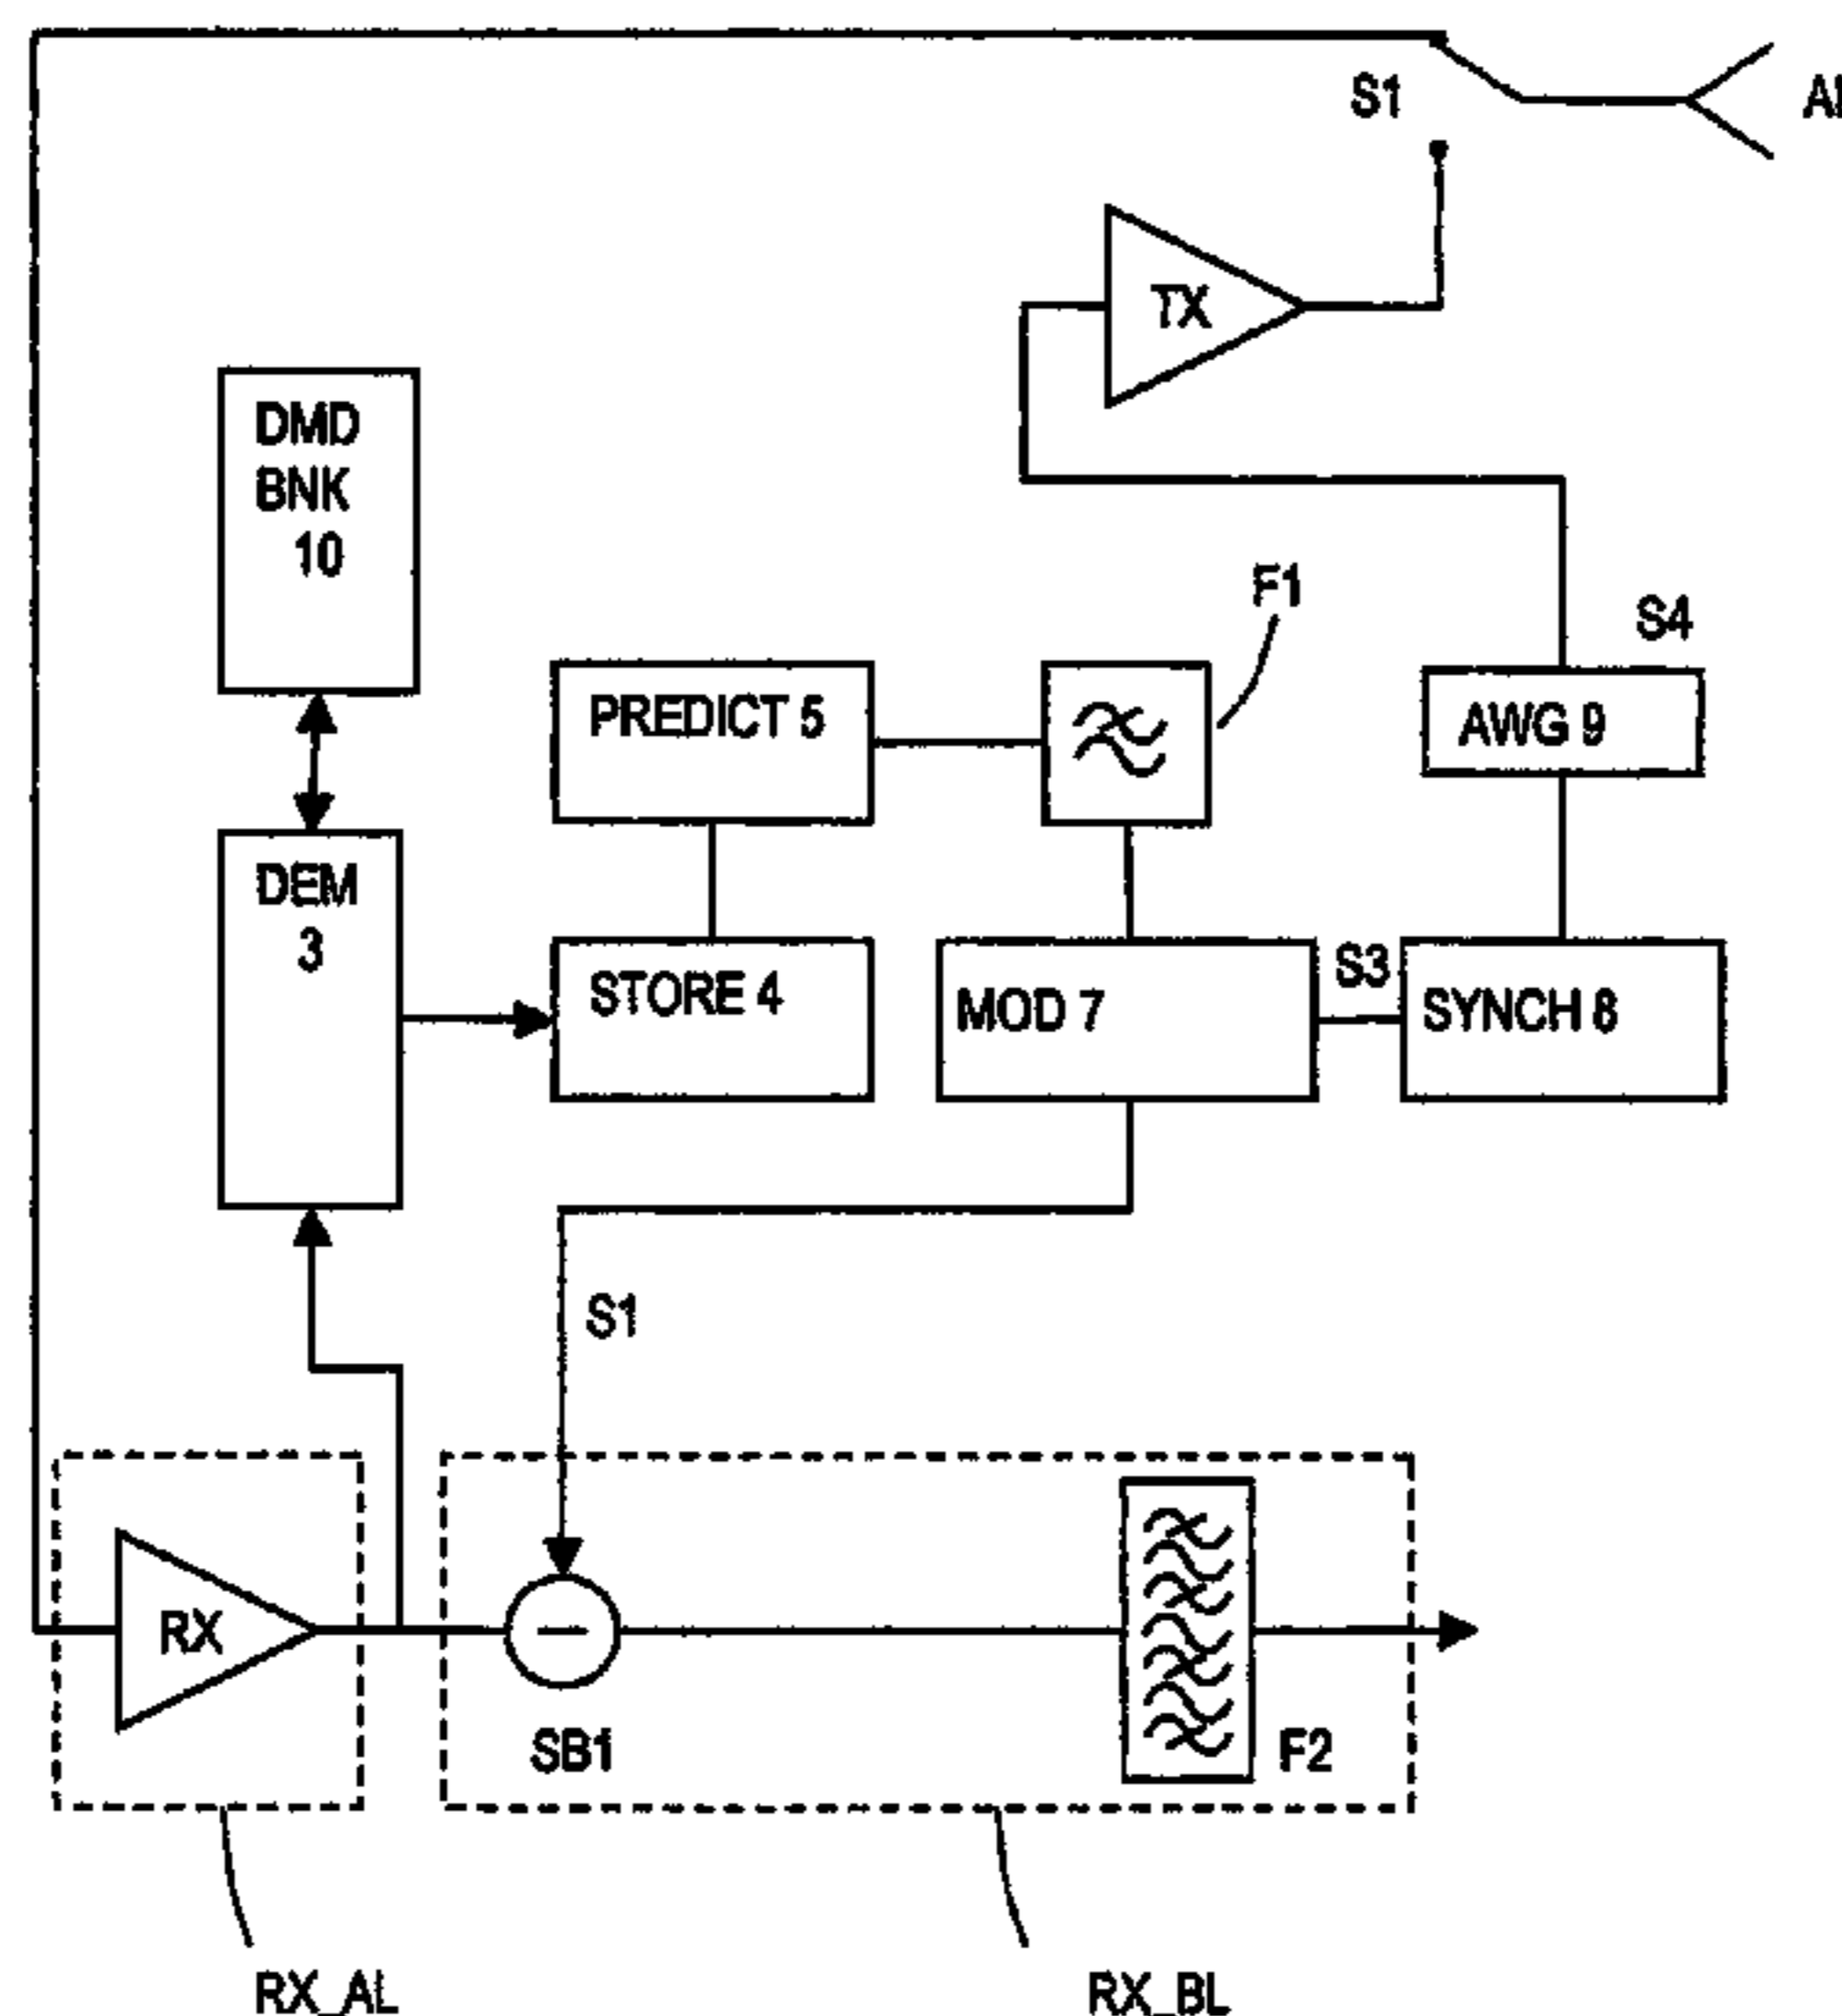 S1
TX
DMD
BNK
10
F1
S4
PREDICT 5
AWG 9
DEM
3
STORE 4
MOD 7
S3
SYNCH 8
S1
RX
SB1
F2
RX_AL
RX_BL